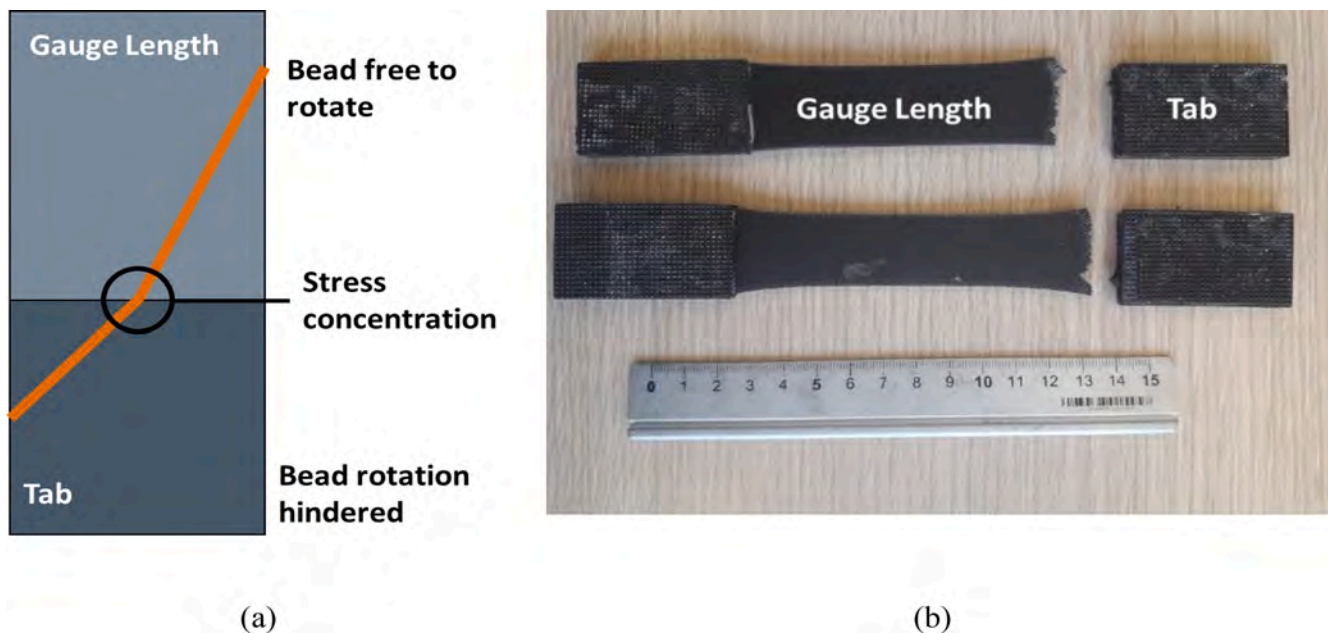 Gauge Length
Bead free to
rotate
Stress
concentration
Tab
Bead rotation
hindered
Gauge Length
Tab
0 1 2 3 4 5 6 7 8 9 10 11 12 13 14 15
(a)
(b)